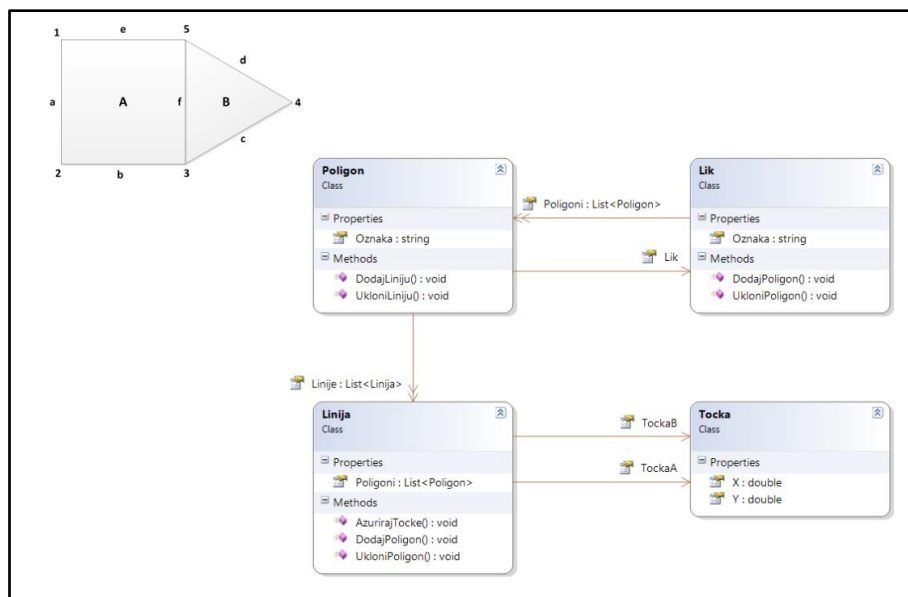 1 e 5
d
a A f B 4
c
2 b 3
Poligon
Class
Properties
Oznaka : string
Methods
DodajLiniju() : void
UkloniLiniju() : void
Poligoni : List<Poligon>
Lik
Lik
Class
Properties
Oznaka : string
Methods
DodajPoligon() : void
UkloniPoligon() : void
Linije : List<Linija>
Linija
Class
Properties
Poligoni : List<Poligon>
Methods
AzurirajTocke() : void
DodajPoligon() : void
UkloniPoligon() : void
TockaB
TockaA
Tocka
Class
Properties
X : double
Y : double